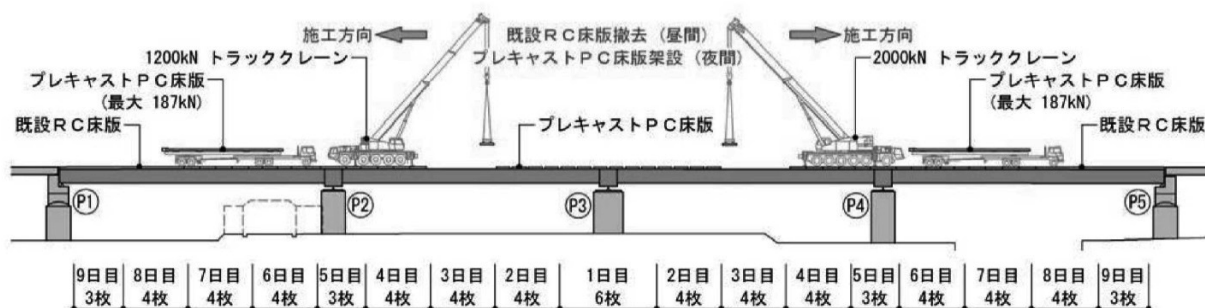 施工方向
既設RC床版撤去(昼間)
施工方向
1200kN トラッククレーン
プレキャストPC床版架設(夜間)
2000kN トラッククレーン
プレキャストPC床版
(最大 187kN)
プレキャストPC床版
(最大 187kN)
既設RC床版
プレキャストPC床版
既設RC床版
P1
P2
P3
P4
P5
9日目 8日目 7日目 6日目 5日目 4日目 3日目 2日目 1日目 2日目 3日目 4日目 5日目 6日目 7日目 8日目 9日目
3枚 4枚 4枚 4枚 3枚 4枚 4枚 4枚 6枚 4枚 4枚 4枚 3枚 4枚 4枚 4枚 3枚